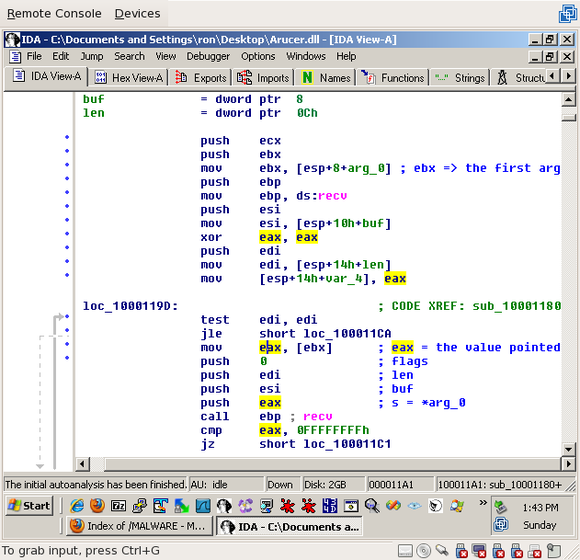 Remote Console Devices
IDA - C:\Documents and Settings\ron\Desktop\Arucer.dll - [IDA View-A]
File Edit Jump Search View Debugger Options Windows Help
IDA View-A Hex View-A Exports Imports N Names Functions "..." Strings Structu
buf = dword ptr 8
len = dword ptr 0Ch
push ecx
push ebx
mov ebx, [esp+8+arg_0] ; ebx => the first arg
push ebp
mov ebp, ds:recv
push esi
mov esi, [esp+10h+buf]
xor eax, eax
push edi
mov edi, [esp+14h+len]
mov [esp+14h+var_4], eax
loc_1000119D: ; CODE XREF: sub_10001180
test edi, edi
jle short loc_100011CA
mov eax, [ebx] ; eax = the value pointed
push 0 ; flags
push edi ; len
push esi ; buf
push eax ; s = *arg_0
call ebp ; recv
cmp eax, 0FFFFFFFFh
jz short loc_100011C1
The initial autoanalysis has been finished. AU: idle Down Disk: 2GB 000011A1 100011A1: sub_10001180+
Start » 1:43 PM
Index of /MALWARE - M... IDA - C:\Documents a... Sunday
To grab input, press Ctrl+G